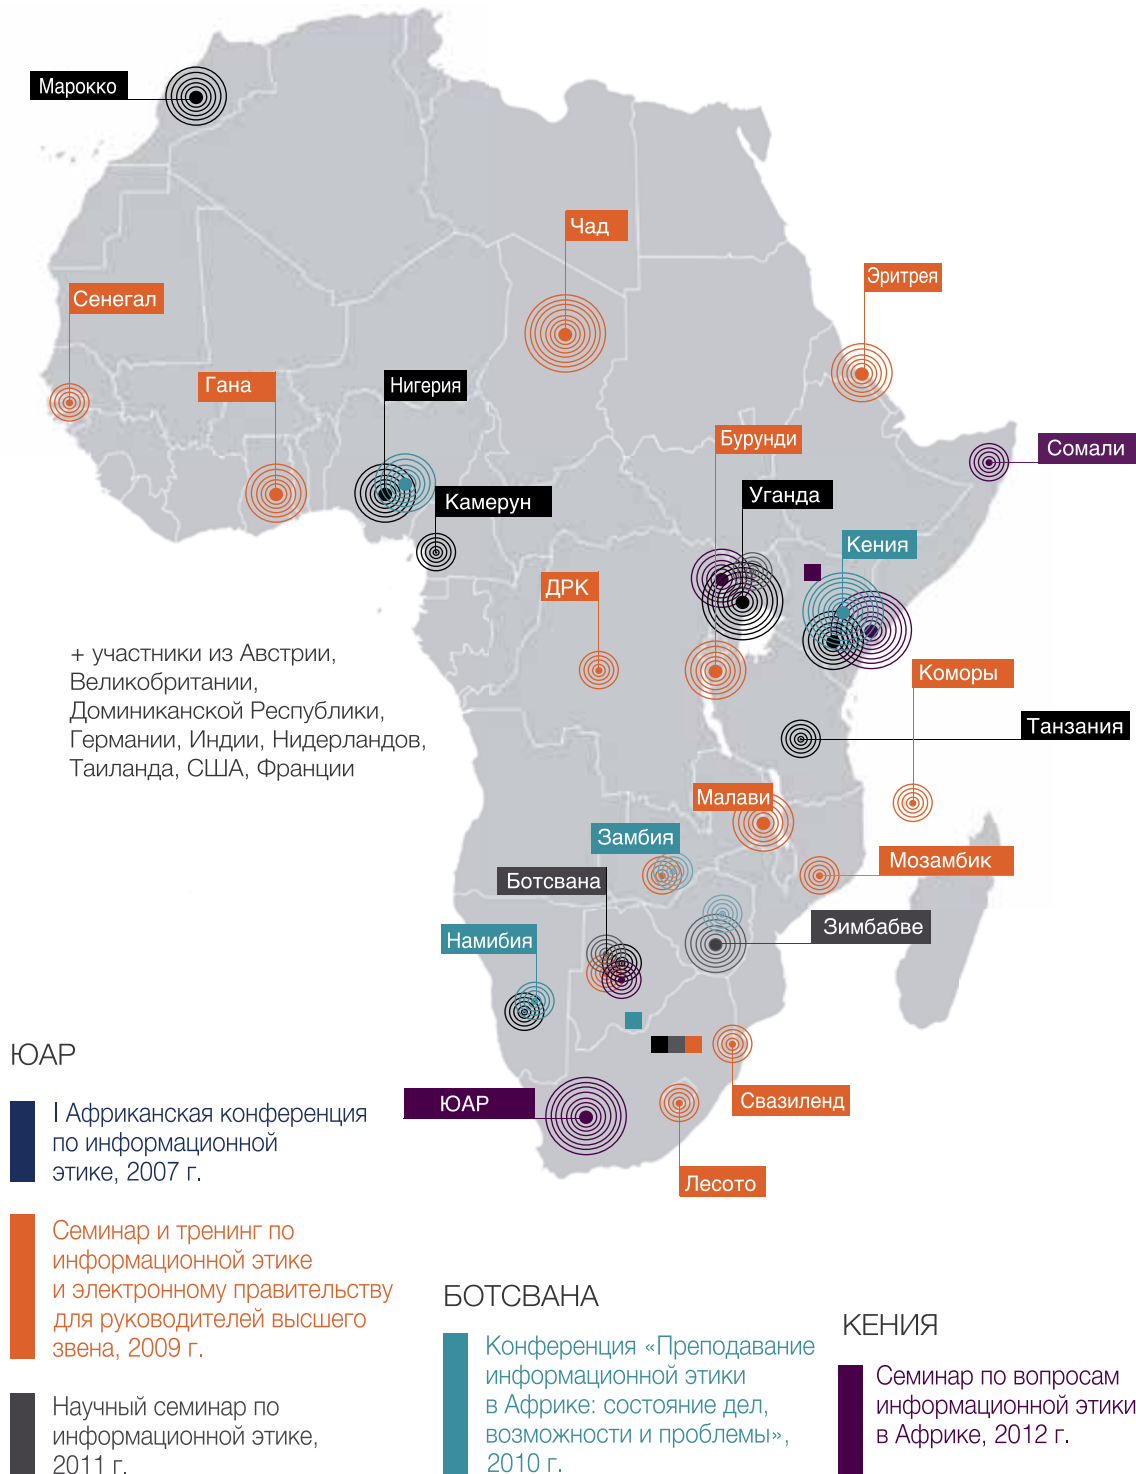 Марокко
Чад
Эритрея
Сенегал
Гана
Нигерия
Бурунди
Сомали
Камерун
Уганда
Кения
ДРК
+ участники из Австрии,
Великобритании,
Доминиканской Республики,
Германии, Индии, Нидерландов,
Таиланда, США, Франции
Коморы
Танзания
Малави
Замбия
Мозамбик
Ботсвана
Зимбабве
Намибия
ЮАР
Свазиленд
Лесото
ЮАР
I Африканская конференция
по информационной
этике, 2007 г.
Семинар и тренинг по
информационной этике
и электронному правительству
для руководителей высшего
звена, 2009 г.
Научный семинар по
информационной этике,
2011 г.
БОТСВАНА
Конференция «Преподавание
информационной этики
в Африке: состояние дел,
возможности и проблемы»,
2010 г.
КЕНИЯ
Семинар по вопросам
информационной этики
в Африке, 2012 г.